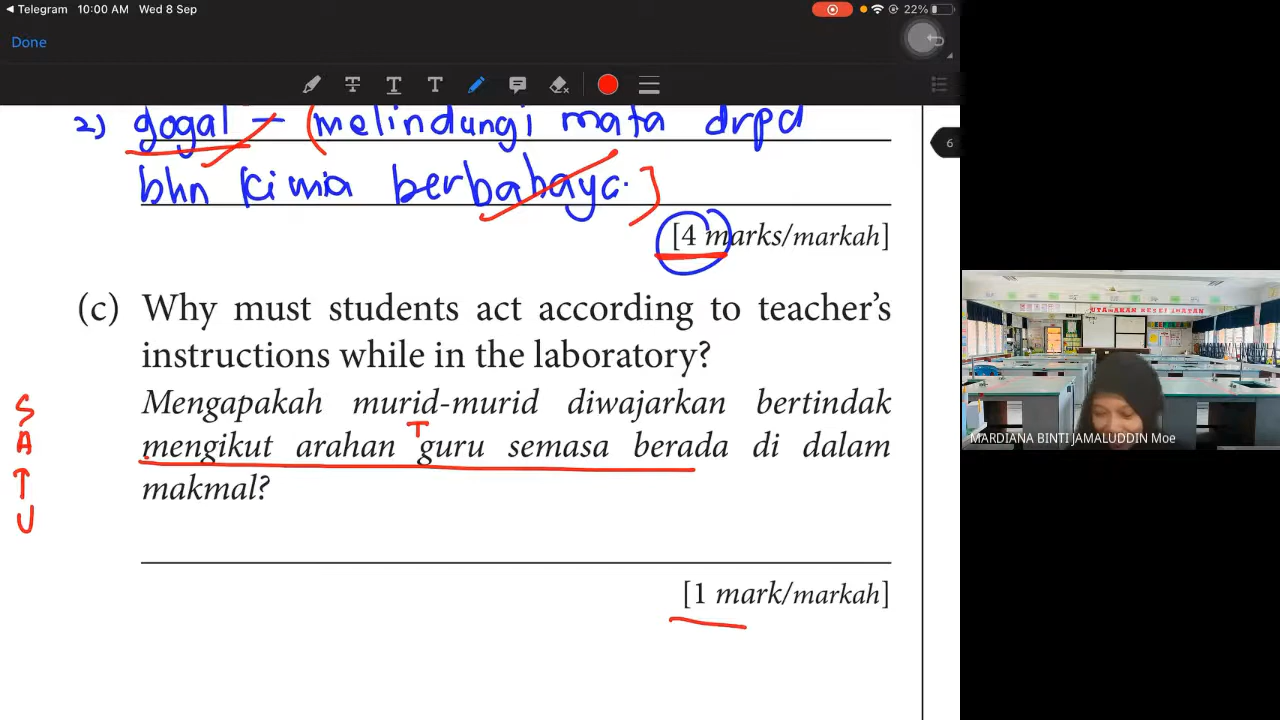 Telegram 10:00 AM Wed 8 Sep 22%
Done
T T
6
2) gogal – (melindungi mata drpd
bhn kimia berbahaya.]
[4 marks/markah]
(c) Why must students act according to teacher's
instructions while in the laboratory?
Mengapakah murid-murid diwajarkan bertindak
mengikut arahan guru semasa berada di dalam
makmal?
T
S
A
T
U
[1 mark/markah]
UTAMAKAN KESELAMATAN
MARDIANA BINTI JAMALUDDIN Moe